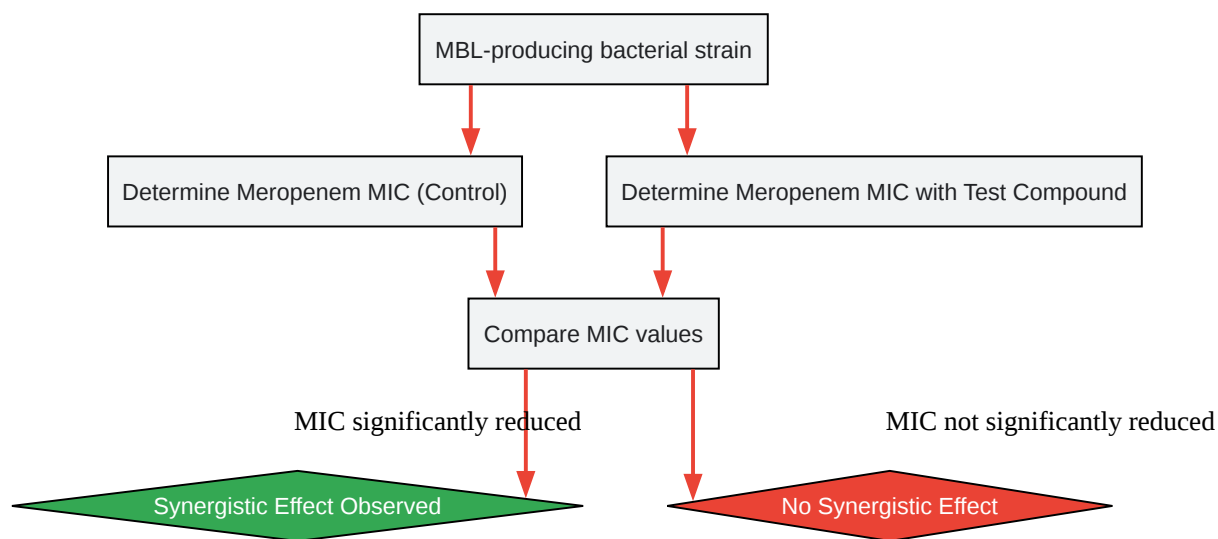 MBL-producing bacterial strain
Determine Meropenem MIC (Control)
Determine Meropenem MIC with Test Compound
Compare MIC values
MIC significantly reduced
MIC not significantly reduced
Synergistic Effect Observed
No Synergistic Effect